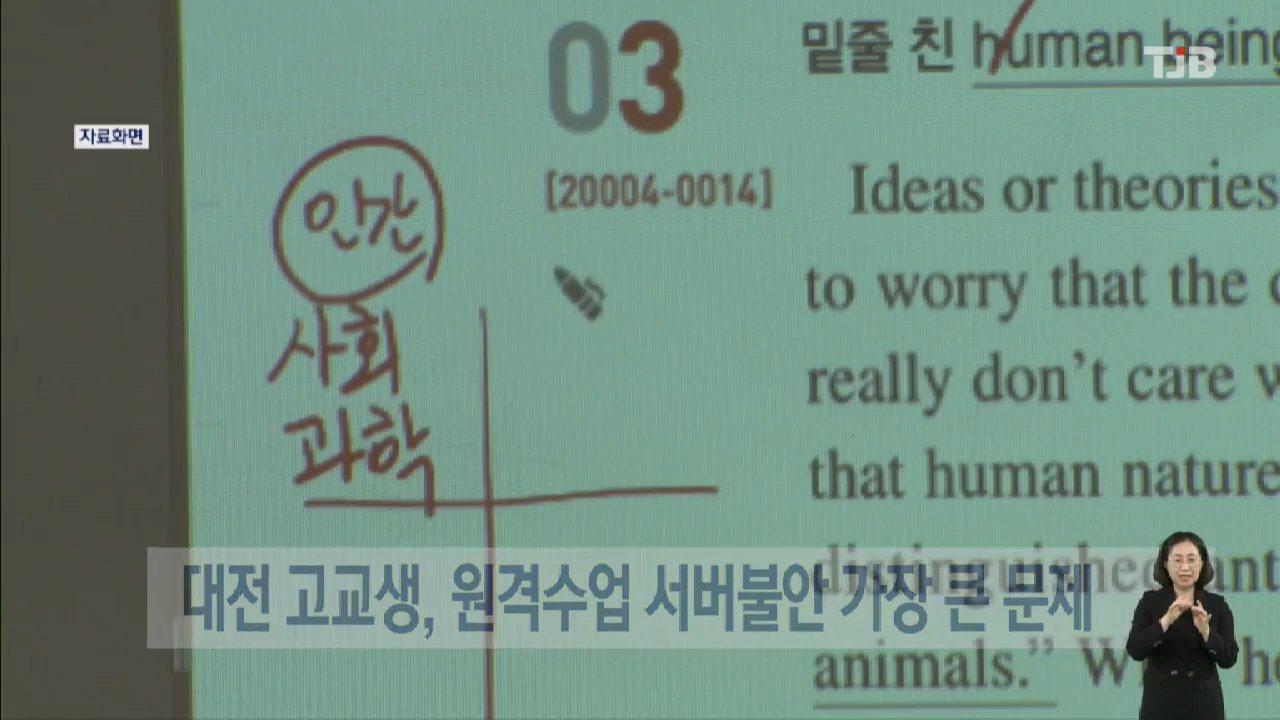 03
밑줄 친 human being
TJB
자료화면
[20004-0014]
Ideas or theories
to worry that the
really don't care
that human nature
distinguished
animals."
인간
사회
과학
대전 고교생, 원격수업 서버불안 가장 큰 문제